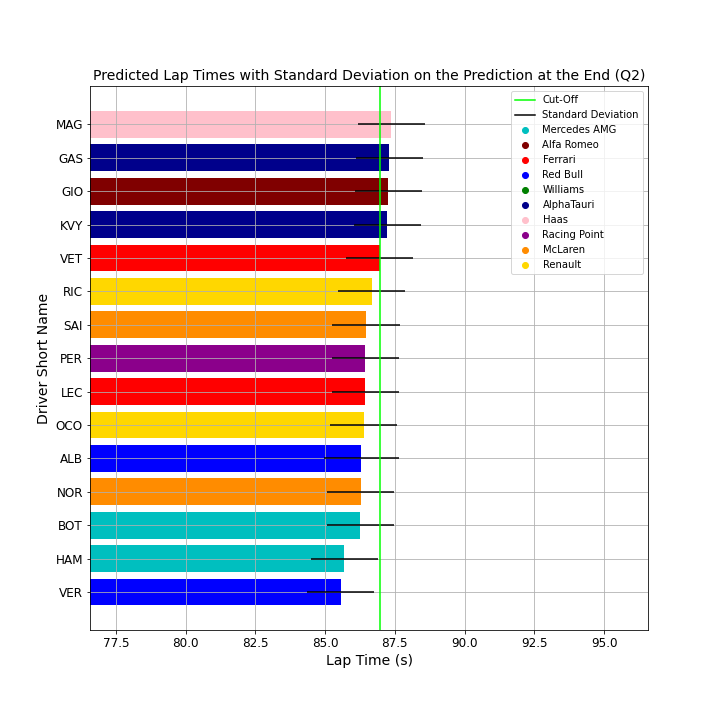 Predicted Lap Times with Standard Deviation on the Prediction at the End (Q2)
Cut-Off
Standard Deviation
Mercedes AMG
Alfa Romeo
Ferrari
Red Bull
Williams
AlphaTauri
Haas
Racing Point
McLaren
Renault
Driver Short Name
MAG
GAS
GIO
KVY
VET
RIC
SAI
PER
LEC
OCO
ALB
NOR
BOT
HAM
VER
77.5 80.0 82.5 85.0 87.5 90.0 92.5 95.0
Lap Time (s)